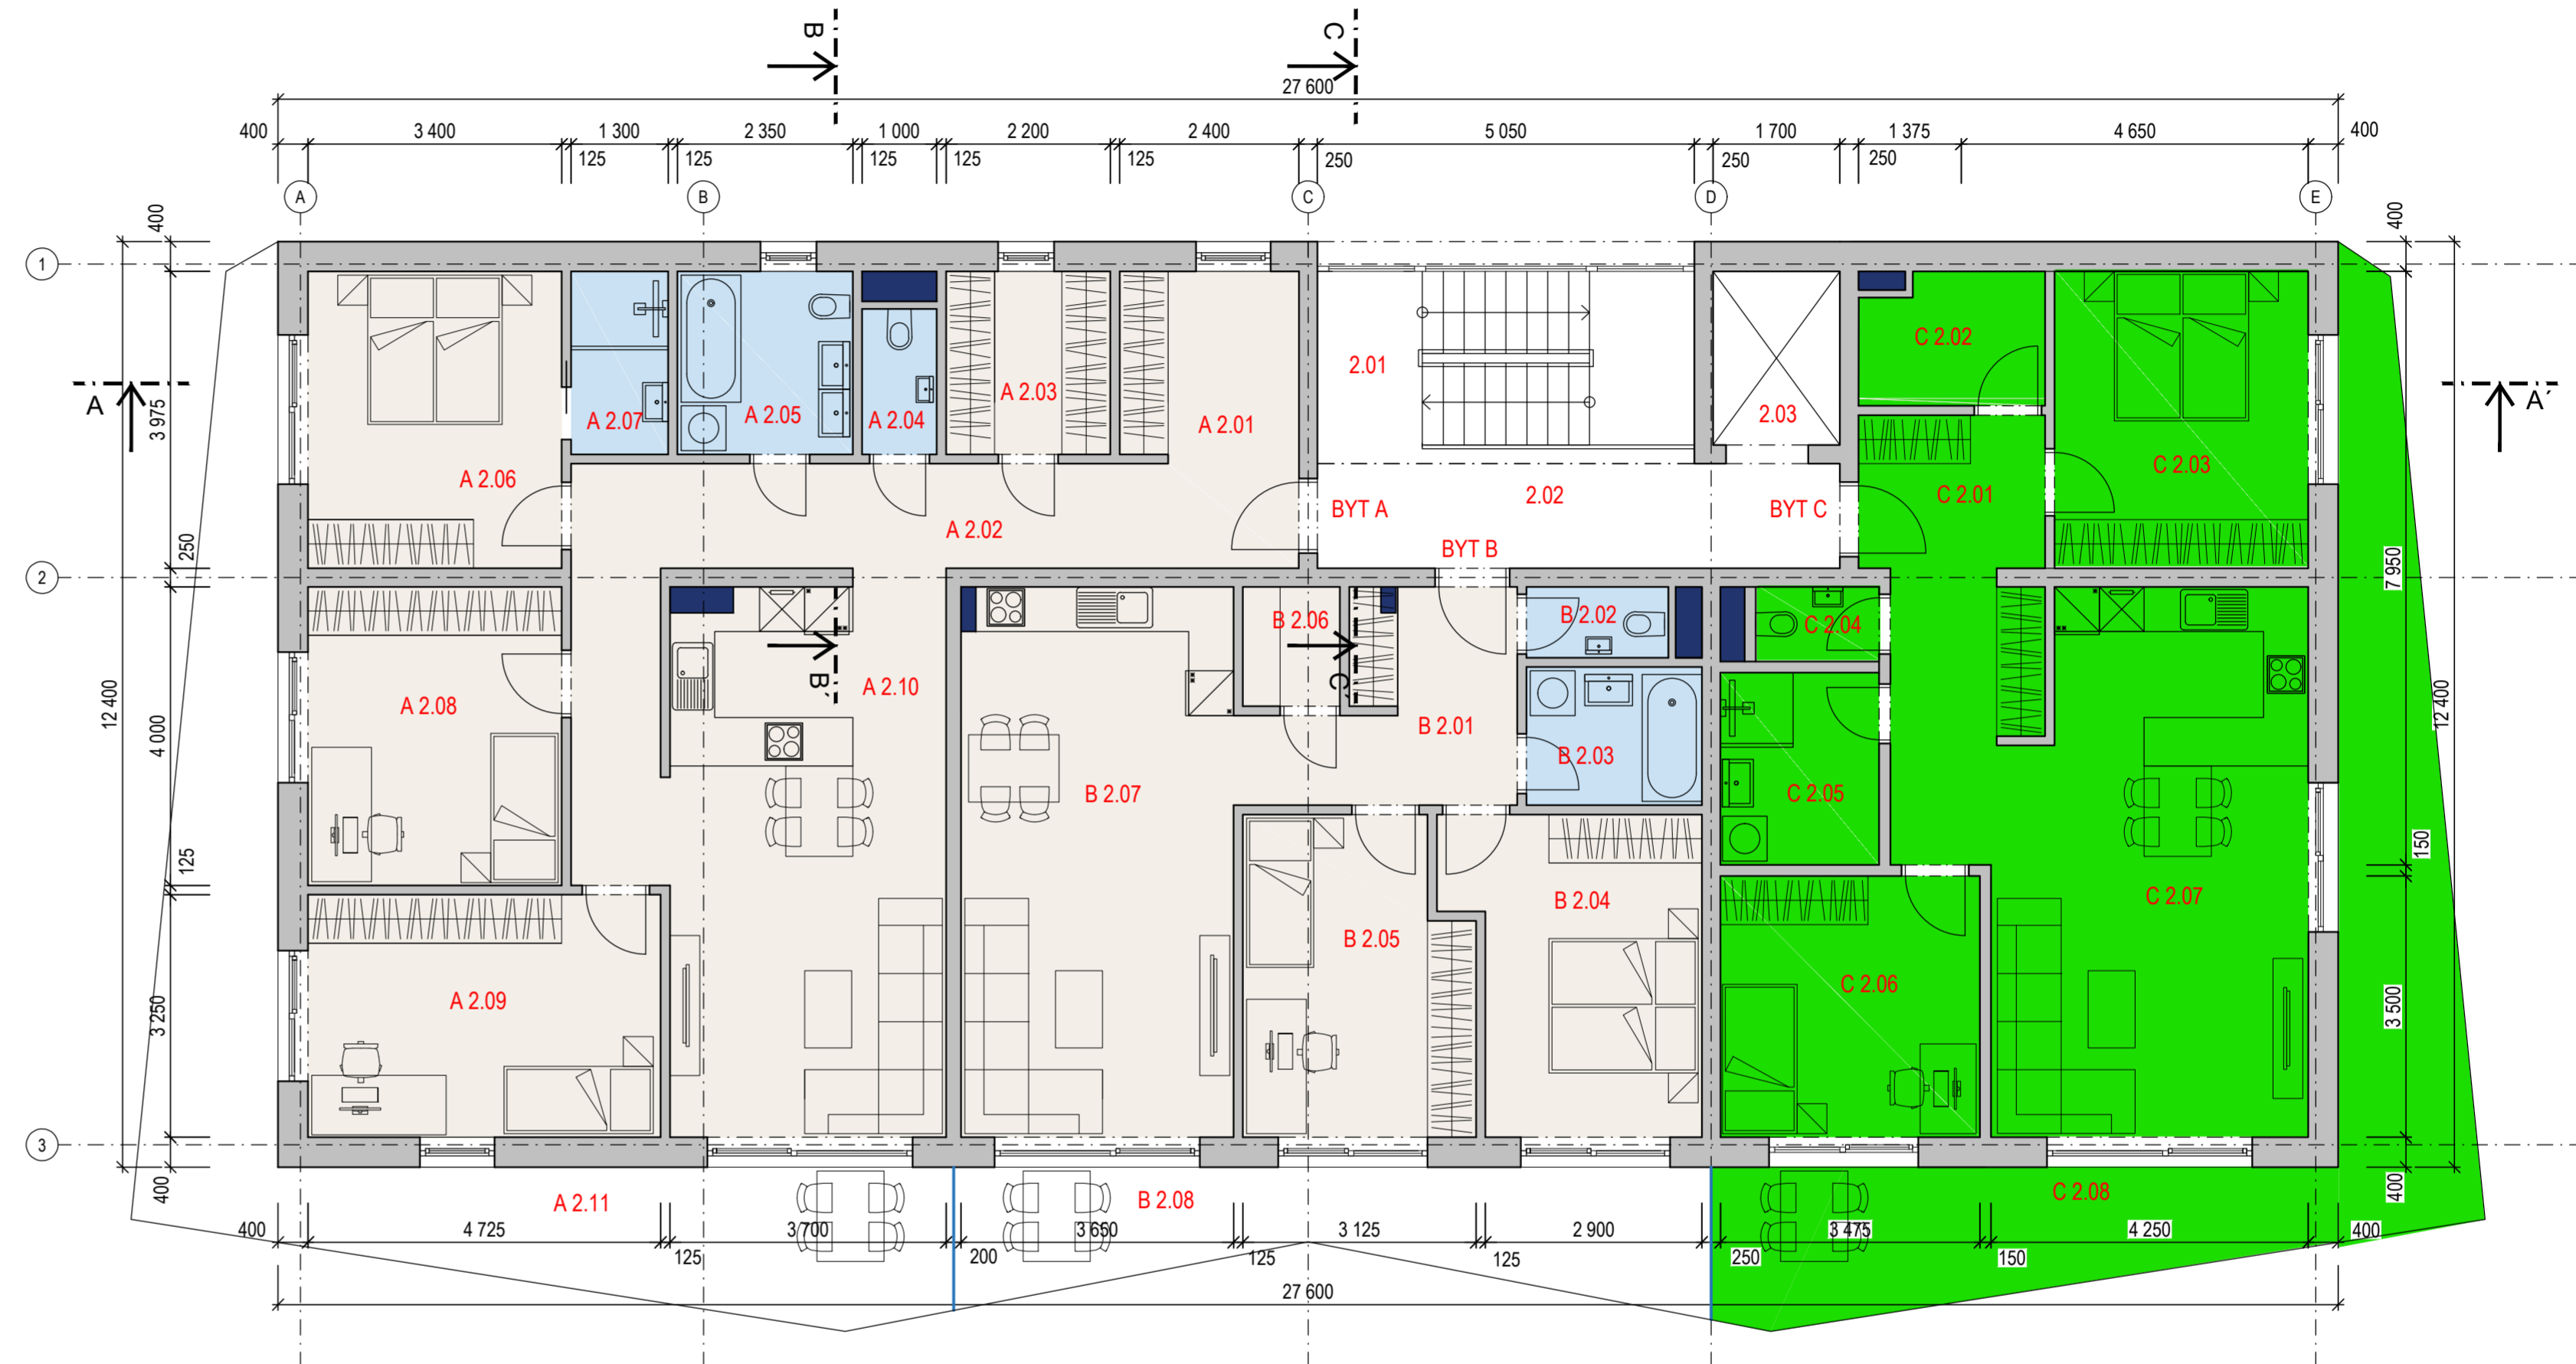 B
C
27 600
400
3 400
1 300
2 350
1 000
2 200
2 400
5 050
1 700
1 375
4 650
400
125
125
125
125
125
250
250
250
A
B
C
D
E
400
400
1
C 2.02
2.01
A 2.03
A
3 975
A 2.07
A 2.05
A 2.04
A 2.01
2.03
A´
C 2.03
A 2.06
2.02
C 2.01
BYT A
BYT C
A 2.02
BYT B
250
7 950
2
B 2.06
B 2.02
C 2.04
B´
A 2.10
C´
A 2.08
12 400
4 000
B 2.01
12 400
B 2.03
B 2.07
C 2.05
125
150
B 2.04
C 2.07
B 2.05
A 2.09
C 2.06
3 250
3 500
3
400
400
A 2.11
B 2.08
C 2.08
400
4 725
3 700
3 650
3 125
2 900
3 475
4 250
400
125
200
125
125
250
150
27 600